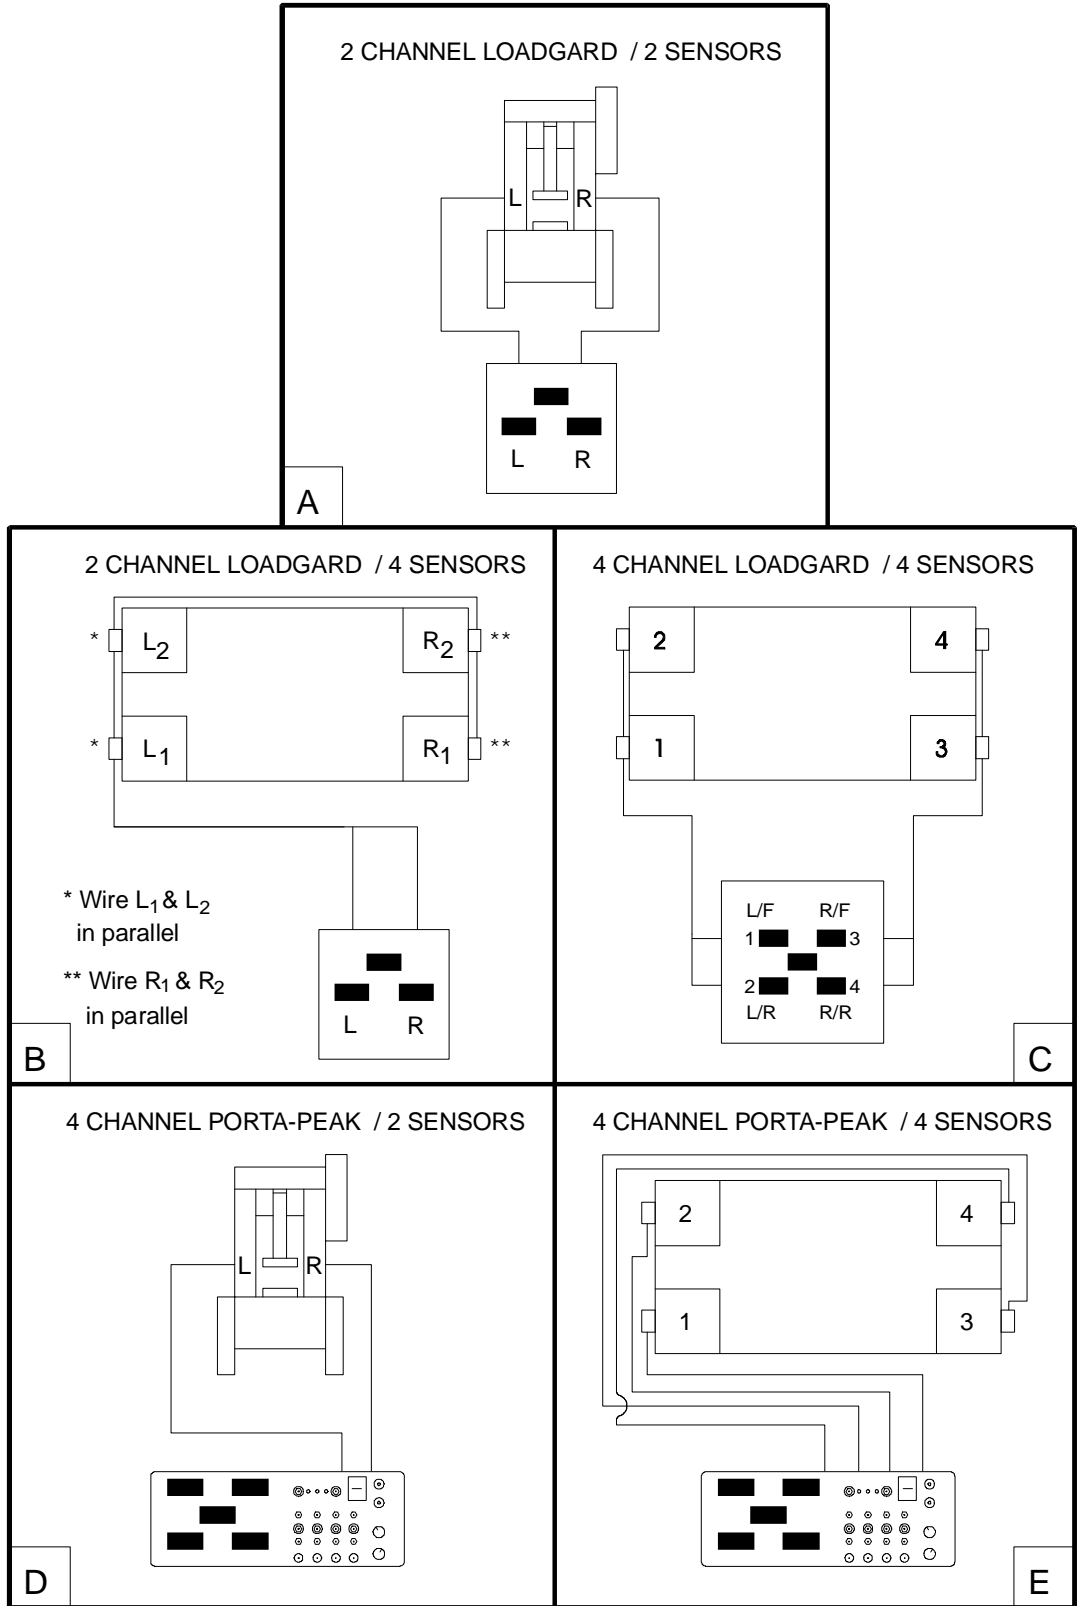 2 CHANNEL LOADGARD / 2 SENSORS
L R
L R
A
2 CHANNEL LOADGARD / 4 SENSORS
* L2 R2 **
* L1 R1 **
* Wire L1 & L2
in parallel
** Wire R1 & R2
in parallel
L R
B
4 CHANNEL LOADGARD / 4 SENSORS
2 4
1 3
L/F R/F
1 3
2 4
L/R R/R
C
4 CHANNEL PORTA-PEAK / 2 SENSORS
L R
D
4 CHANNEL PORTA-PEAK / 4 SENSORS
2 4
1 3
E